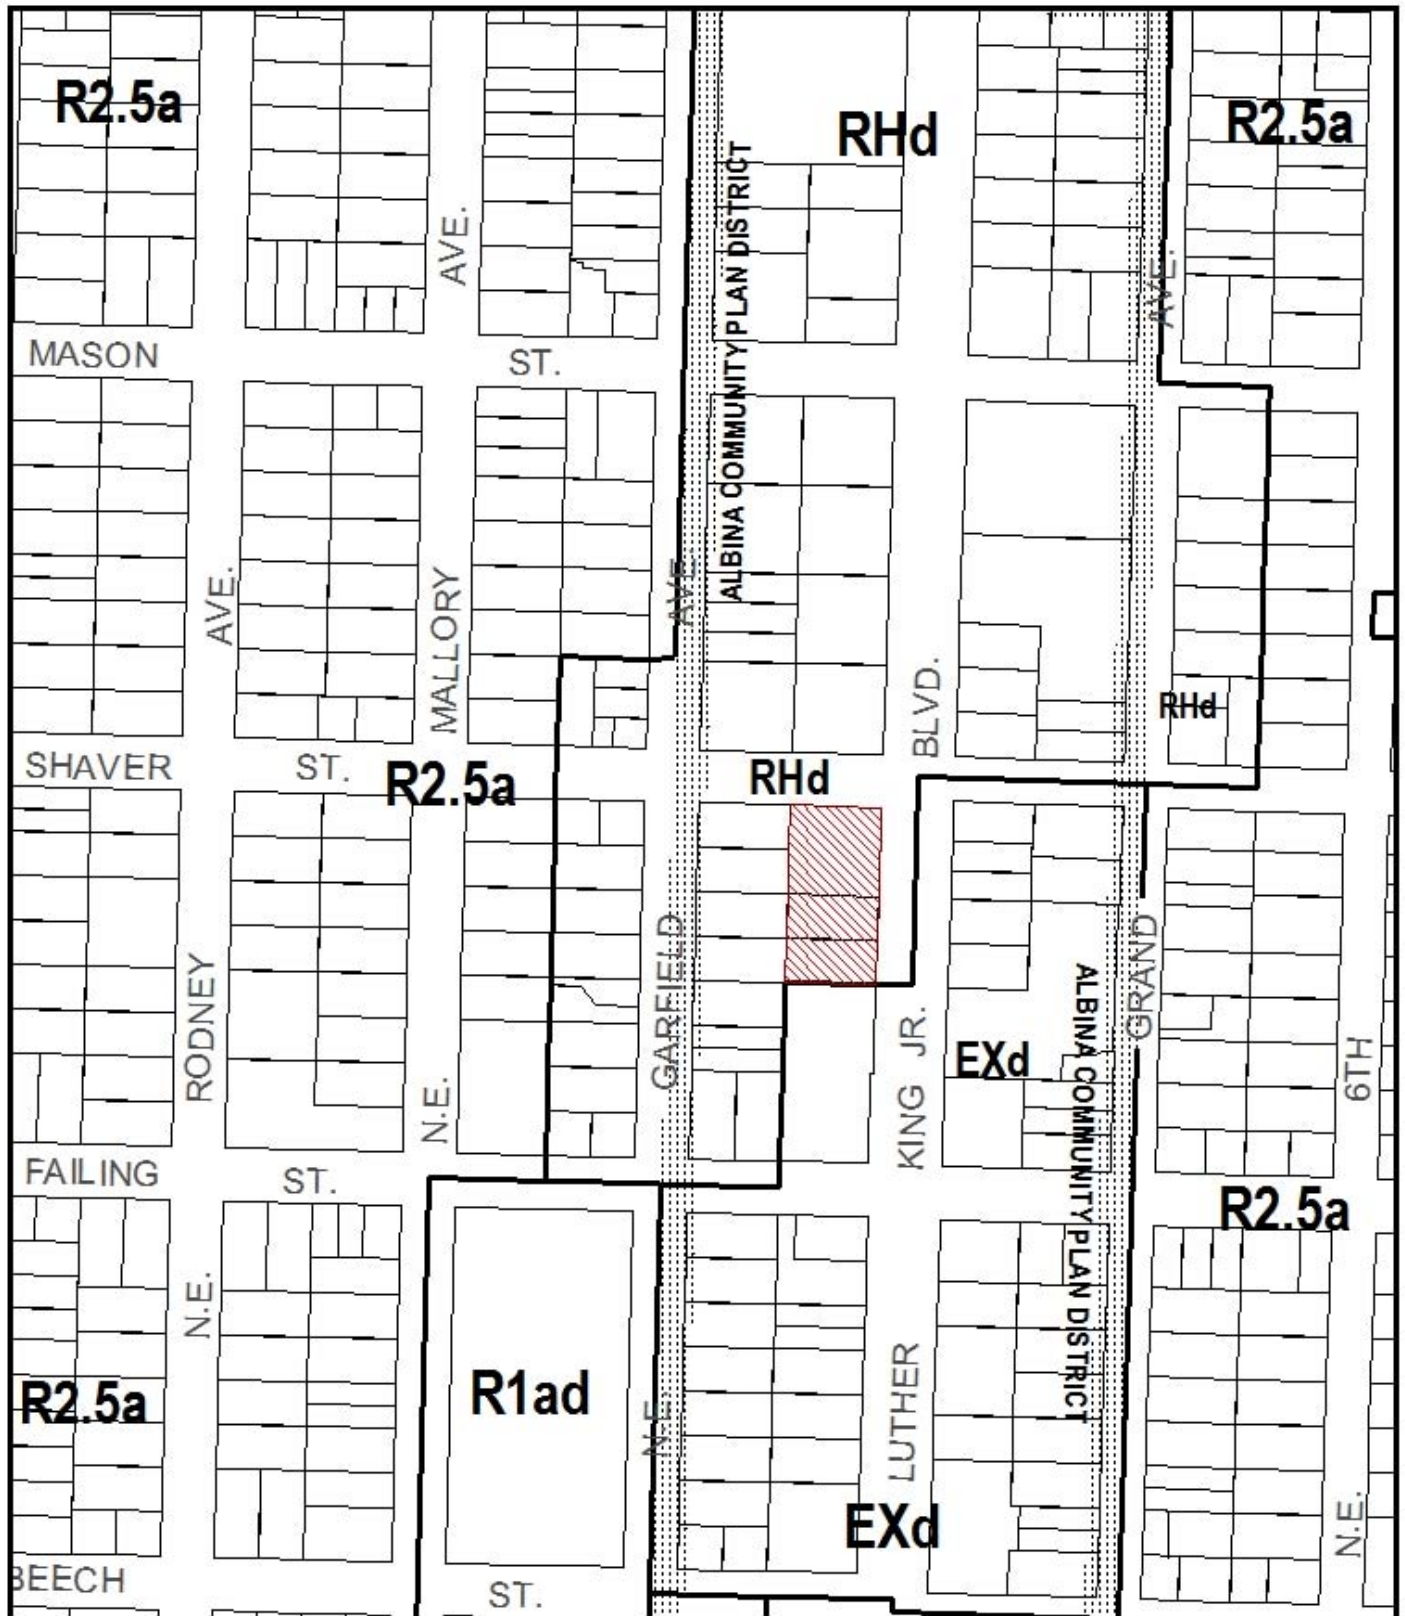 R2.5a
RHd
R2.5a
AVE.
ALBINA COMMUNITY PLAN DISTRICT
AVE.
MASON
ST.
AVE.
AVE.
MALLORY
BLVD.
RHd
SHAVER
ST.
R2.5a
RHd
GARFIELD
GRAND
RODNEY
N.E.
KING JR.
EXd
ALBINA COMMUNITY PLAN DISTRICT
6TH
FAILING
ST.
R2.5a
N.E.
R2.5a
R1ad
N.E.
LUTHER
EXd
N.E.
BEECH
ST.